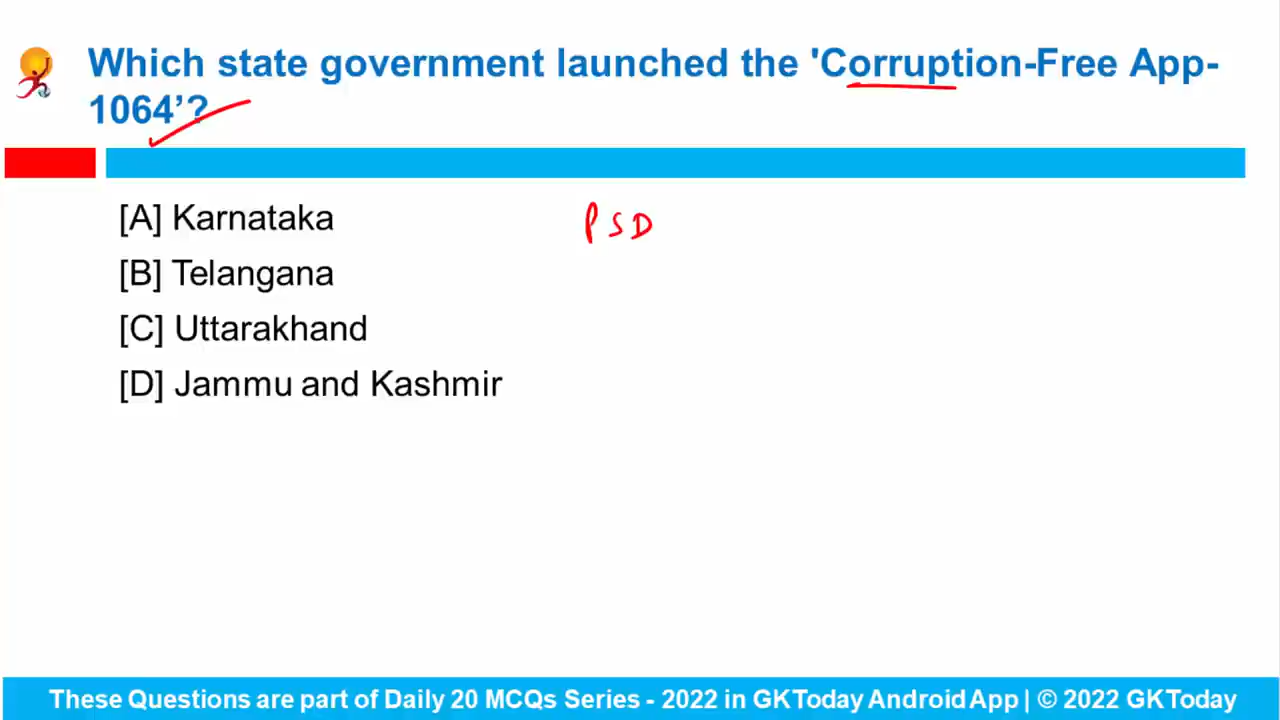 Which state government launched the 'Corruption-Free App-
1064’?
[A] Karnataka
PSD
[B] Telangana
[C] Uttarakhand
[D] Jammu and Kashmir
These Questions are part of Daily 20 MCQs Series - 2022 in GKToday Android App | © 2022 GKToday